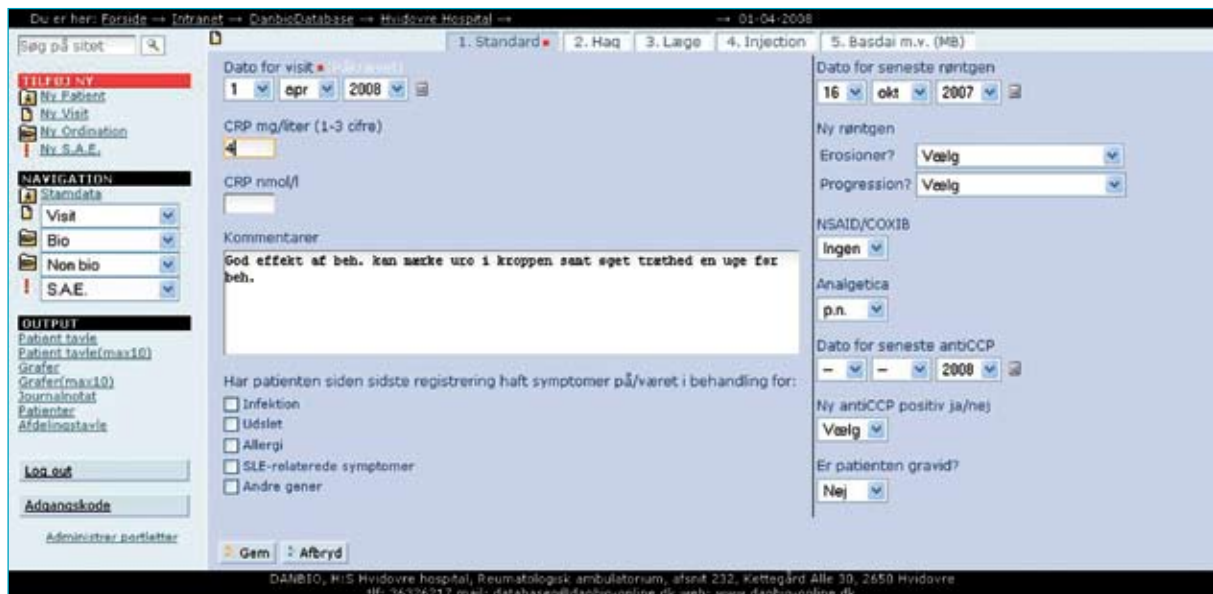 Du er her: Forside → Intranet → DanbioDatabase → Hvidovre Hospital → → 01-04-2008
Søg på sitet
TILFØJ NY
Ny Patient
Ny Visit
Ny Ordination
Ny S.A.E.
NAVIGATION
Stamdata
Visit
Bio
Non bio
S.A.E.
OUTPUT
Patient tavle
Patient tavle(max10)
Grafer
Grafer(max10)
Journalnotat
Patienter
Afdelingstavle
Log out
Adgangskode
Administrer portletter
1. Standard 2. Haq 3. Læge 4. Injection 5. Basdai m.v. (MB)
Dato for visit (Påkrævet)
1 apr 2008
CRP mg/liter (1-3 cifre)
4
CRP nmol/l
Kommentarer
God effekt af beh. kan mærke uro i kroppen samt øget træthed en uge før
beh.
Har patienten siden sidste registrering haft symptomer på/været i behandling for:
Infektion
Udslet
Allergi
SLE-relaterede symptomer
Andre gener
Gem Afbryd
Dato for seneste røntgen
16 okt 2007
Ny røntgen
Erosioner? Vælg
Progression? Vælg
NSAID/COXIB
Ingen
Analgetica
p.n.
Dato for seneste antiCCP
– – 2008
Ny antiCCP positiv ja/nej
Vælg
Er patienten gravid?
Nej
DANBIO, H:S Hvidovre hospital, Reumatologisk ambulatorium, afsnit 232, Kettegård Alle 30, 2650 Hvidovre